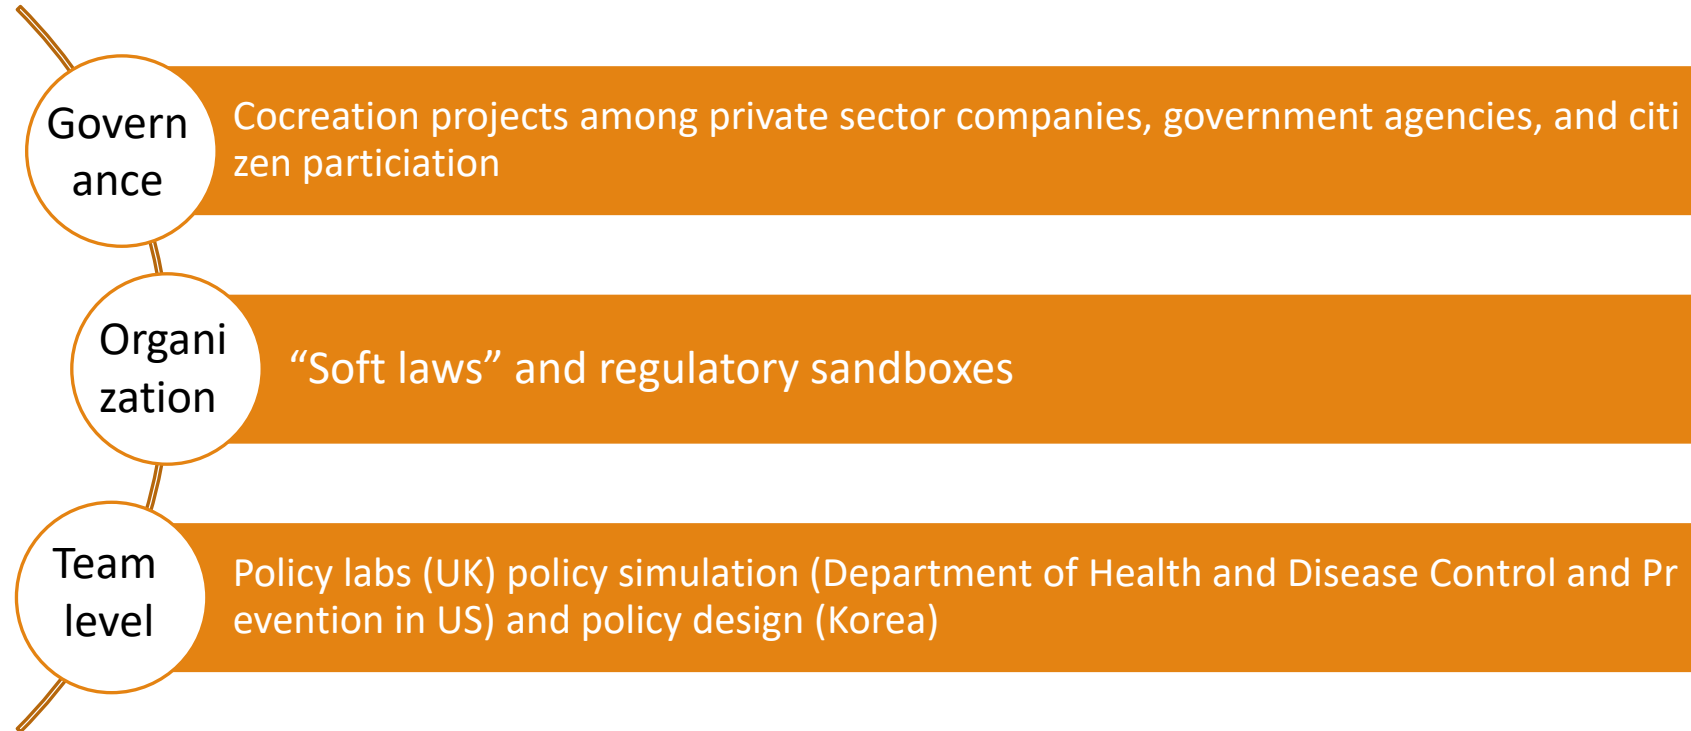 Govern
ance
Cocreation projects among private sector companies, government agencies, and citi
zen particiation
Organi
zation
“Soft laws” and regulatory sandboxes
Team
level
Policy labs (UK) policy simulation (Department of Health and Disease Control and Pr
evention in US) and policy design (Korea)